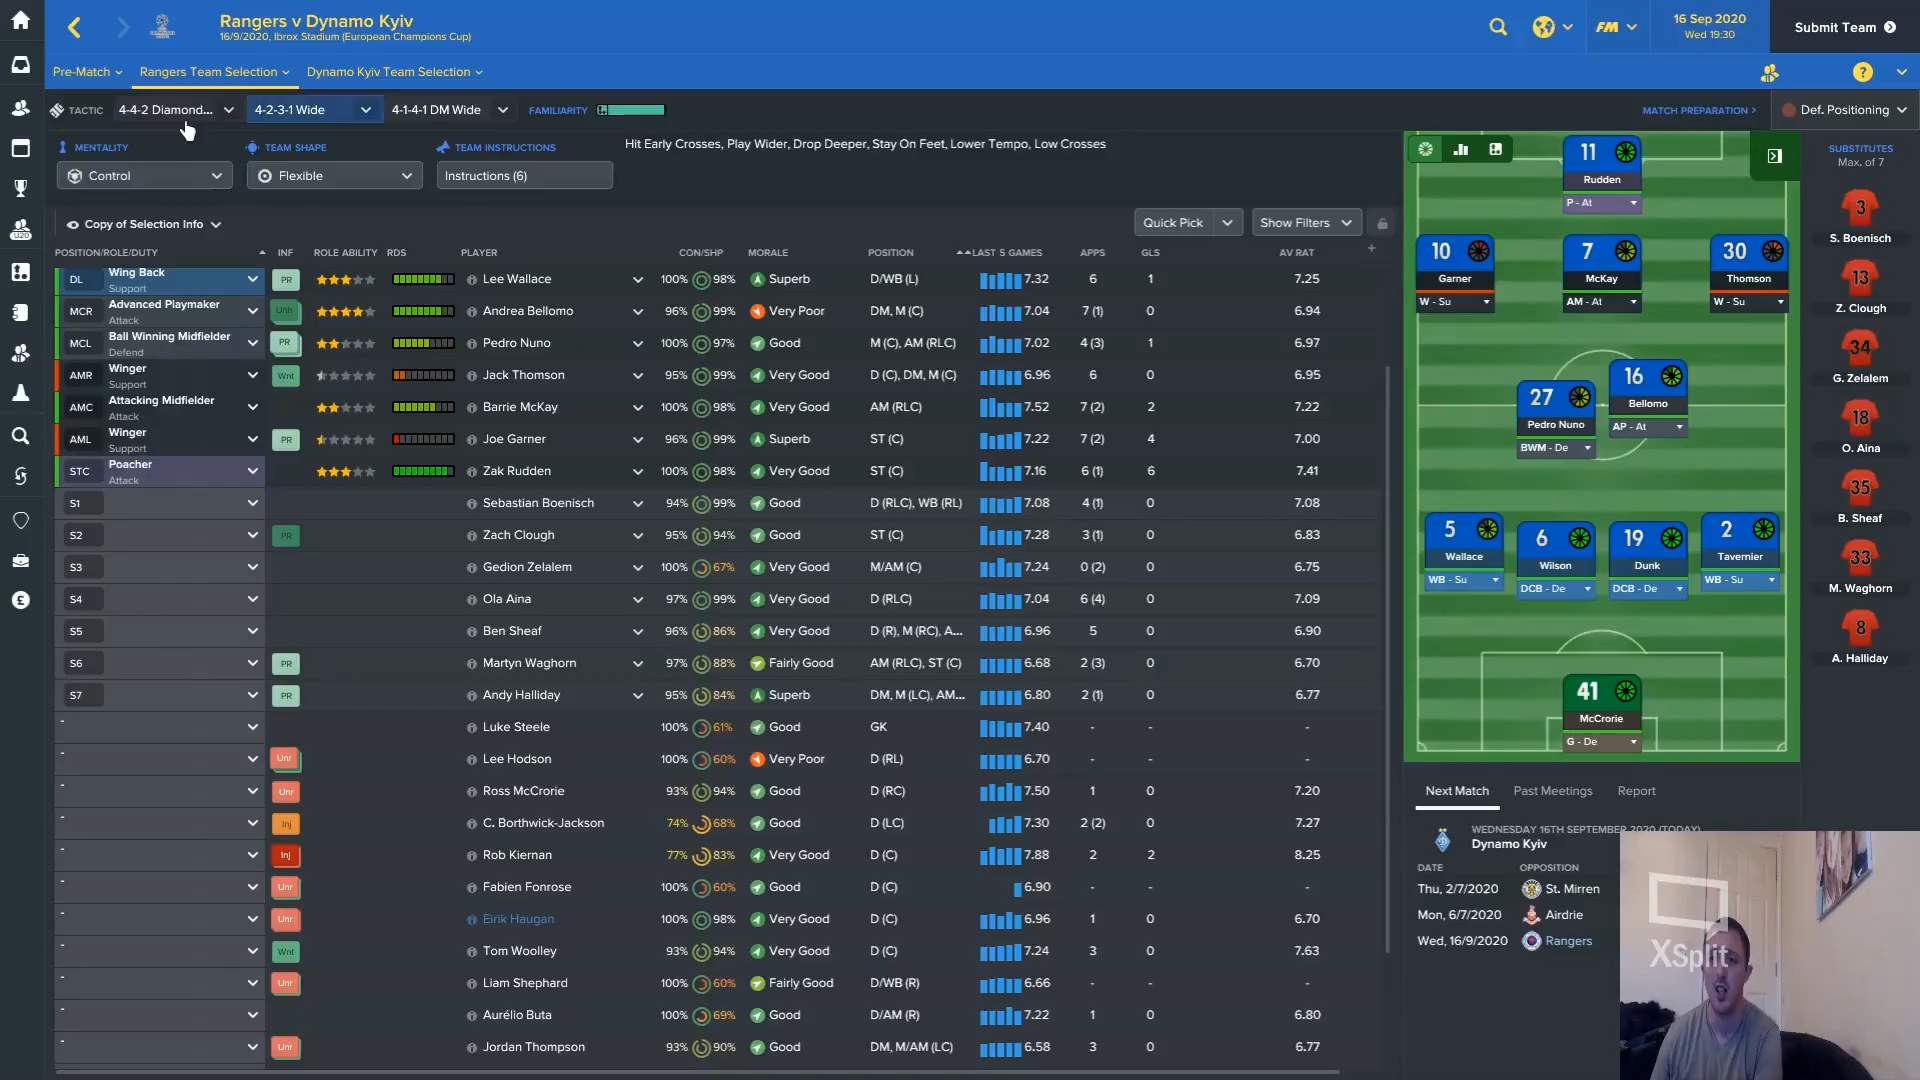 Rangers v Dynamo Kyiv
16/9/2020, Ibrox Stadium (European Champions Cup)
FM
16 Sep 2020
Wed 19:30
Submit Team
Pre-Match
Rangers Team Selection
Dynamo Kyiv Team Selection
?
TACTIC 4-4-2 Diamond... 4-2-3-1 Wide 4-1-4-1 DM Wide FAMILIARITY
MATCH PREPARATION >
Def. Positioning
MENTALITY TEAM SHAPE TEAM INSTRUCTIONS
Hit Early Crosses, Play Wider, Drop Deeper, Stay On Feet, Lower Tempo, Low Crosses
Control Flexible Instructions (6)
Copy of Selection Info
Quick Pick Show Filters
POSITION/ROLE/DUTY INF ROLE ABILITY RDS PLAYER CON/SHP MORALE POSITION LAST 5 GAMES APPS GLS AV RAT
DL Wing Back Support PR Lee Wallace 100% 98% Superb D/WB (L) 7.32 6 1 7.25
MCR Advanced Playmaker Attack Unh Andrea Bellomo 96% 99% Very Poor DM, M (C) 7.04 7 (1) 0 6.94
MCL Ball Winning Midfielder Defend PR Pedro Nuno 100% 97% Good M (C), AM (RLC) 7.02 4 (3) 1 6.97
AMR Winger Support Wnt Jack Thomson 95% 99% Very Good D (C), DM, M (C) 6.96 6 0 6.95
AMC Attacking Midfielder Attack Barrie McKay 100% 98% Very Good AM (RLC) 7.52 7 (2) 2 7.22
AML Winger Support PR Joe Garner 96% 99% Superb ST (C) 7.22 7 (2) 4 7.00
STC Poacher Attack Zak Rudden 100% 98% Very Good ST (C) 7.16 6 (1) 6 7.41
S1 Sebastian Boenisch 94% 99% Good D (RLC), WB (RL) 7.08 4 (1) 0 7.08
S2 PR Zach Clough 95% 94% Good ST (C) 7.28 3 (1) 0 6.83
S3 Gedion Zelalem 100% 67% Very Good M/AM (C) 7.24 0 (2) 0 6.75
S4 Ola Aina 97% 99% Very Good D (RLC) 7.04 6 (4) 0 7.09
S5 Ben Sheaf 96% 86% Very Good D (R), M (RC), A... 6.96 5 0 6.90
S6 PR Martyn Waghorn 97% 88% Fairly Good AM (RLC), ST (C) 6.68 2 (3) 0 6.70
S7 PR Andy Halliday 95% 84% Superb DM, M (LC), AM... 6.80 2 (1) 0 6.77
- Luke Steele 100% 61% Good GK 7.40 - - -
- Unr Lee Hodson 100% 60% Very Poor D (RL) 6.70 - - -
- Unr Ross McCrorie 93% 94% Good D (RC) 7.50 1 0 7.20
- Inj C. Borthwick-Jackson 74% 68% Good D (LC) 7.30 2 (2) 0 7.27
- Inj Rob Kiernan 77% 83% Very Good D (C) 7.88 2 2 8.25
- Unr Fabien Fonrose 100% 60% Good D (C) 6.90 - - -
- Unr Eirik Haugan 100% 98% Very Good D (C) 6.96 1 0 6.70
- Wnt Tom Woolley 93% 94% Very Good D (C) 7.24 3 0 7.63
- Unr Liam Shephard 100% 60% Fairly Good D/WB (R) 6.66 - - -
- Aurélio Buta 100% 69% Good D/AM (R) 7.22 1 0 6.80
- Unr Jordan Thompson 93% 90% Good DM, M/AM (LC) 6.58 3 0 6.77
11
Rudden
P - At
10 7 30
Garner McKay Thomson
W - Su AM - At W - Su
16
Bellomo
AP - At
27
Pedro Nuno
BWM - De
5 6 19 2
Wallace Wilson Dunk Tavernier
WB - Su DCB - De DCB - De WB - Su
41
McCrorie
G - De
SUBSTITUTES
Max. of 7
3
S. Boenisch
13
Z. Clough
34
G. Zelalem
18
O. Aina
35
B. Sheaf
33
M. Waghorn
8
A. Halliday
Next Match Past Meetings Report
WEDNESDAY 16TH SEPTEMBER 2020 (TODAY)
Dynamo Kyiv
DATE OPPOSITION
Thu, 2/7/2020 St. Mirren
Mon, 6/7/2020 Airdrie
Wed, 16/9/2020 Rangers
XSplit